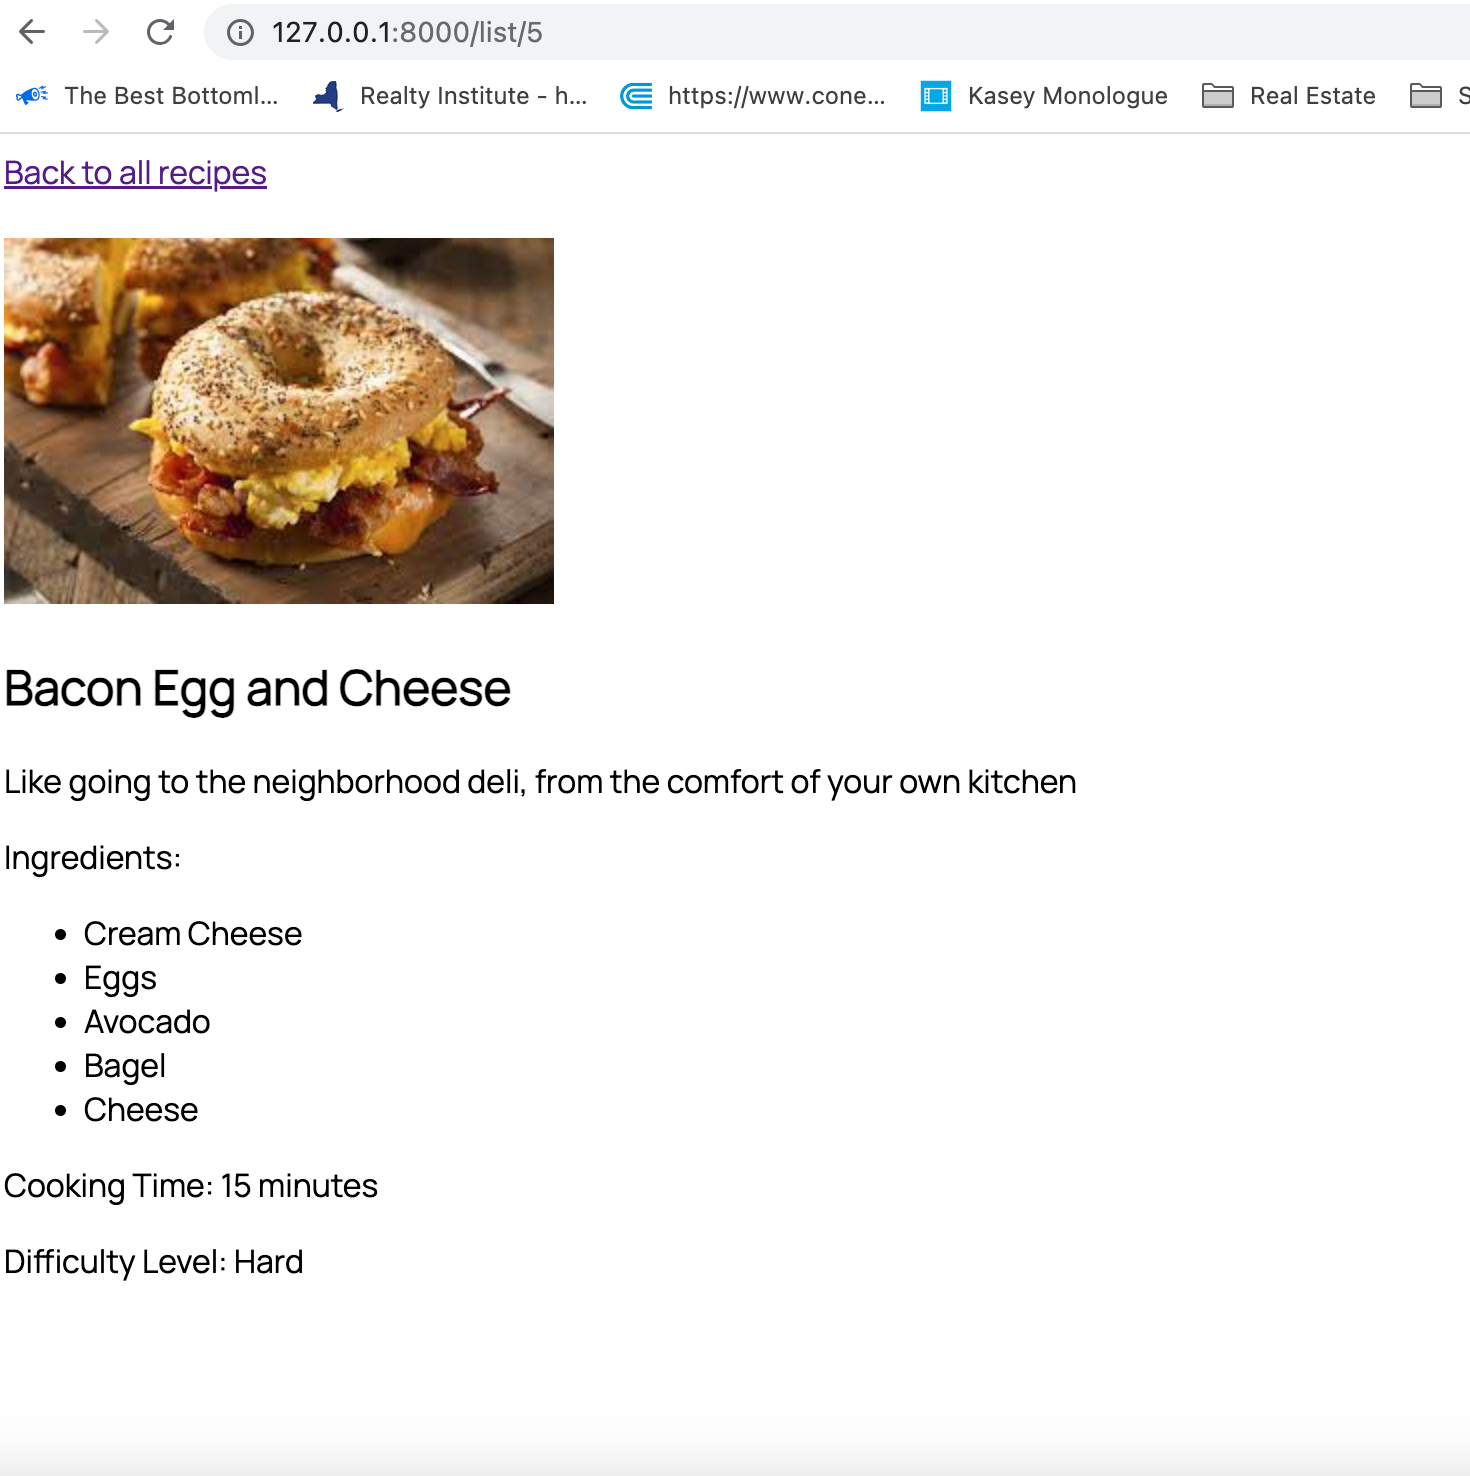 127.0.0.1:8000/list/5
The Best Bottoml... Realty Institute - h... https://www.cone... Kasey Monologue Real Estate S
Back to all recipes
Bacon Egg and Cheese
Like going to the neighborhood deli, from the comfort of your own kitchen
Ingredients:
• Cream Cheese
• Eggs
• Avocado
• Bagel
• Cheese
Cooking Time: 15 minutes
Difficulty Level: Hard